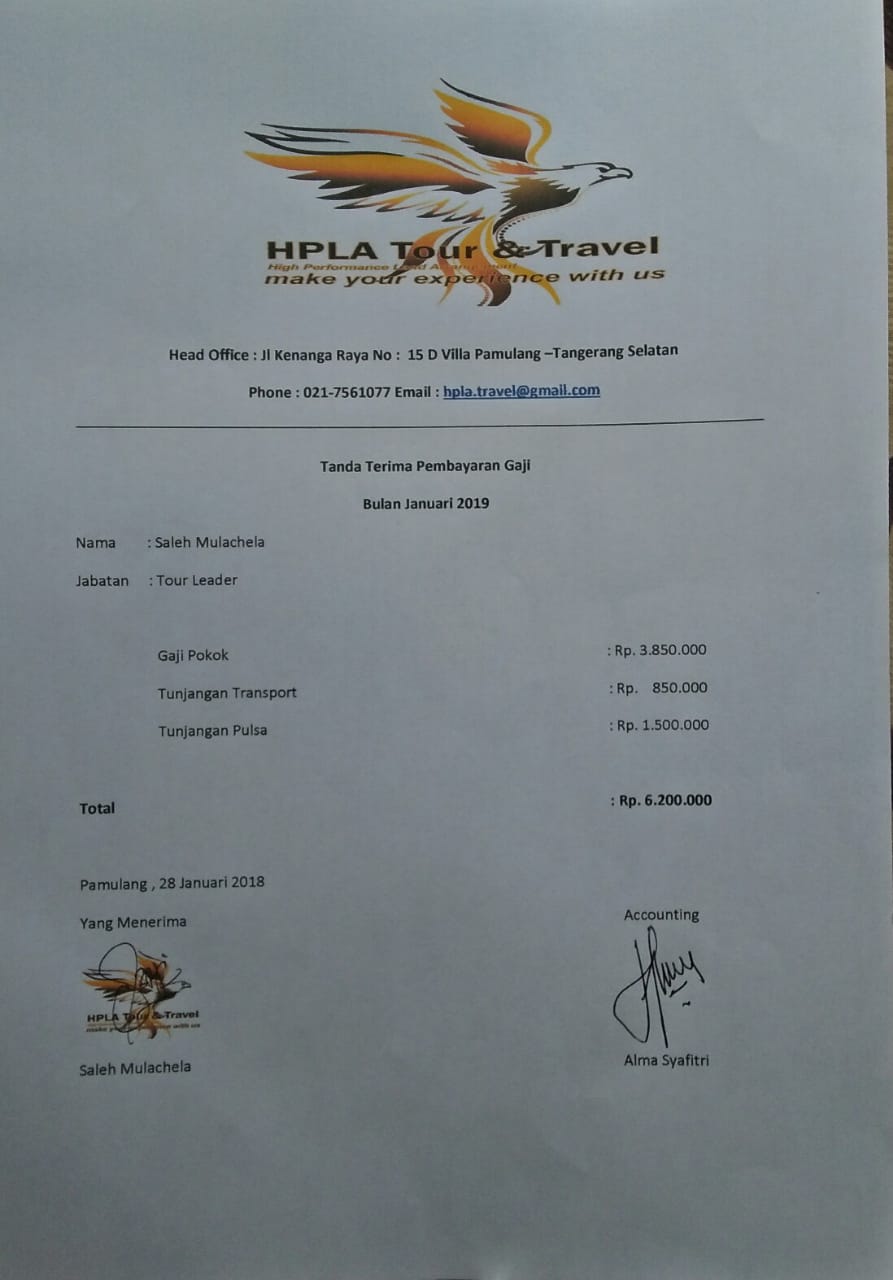 HPLA Tour & Travel
High Performance Land Arrangement
make your experience with us
Head Office : Jl Kenanga Raya No : 15 D Villa Pamulang –Tangerang Selatan
Phone : 021-7561077 Email : hpla.travel@gmail.com
Tanda Terima Pembayaran Gaji
Bulan Januari 2019
Nama : Saleh Mulachela
Jabatan : Tour Leader
Gaji Pokok : Rp. 3.850.000
Tunjangan Transport : Rp. 850.000
Tunjangan Pulsa : Rp. 1.500.000
Total : Rp. 6.200.000
Pamulang , 28 Januari 2018
Yang Menerima Accounting
HPLA Tour & Travel
make your experience with us
Saleh Mulachela Alma Syafitri